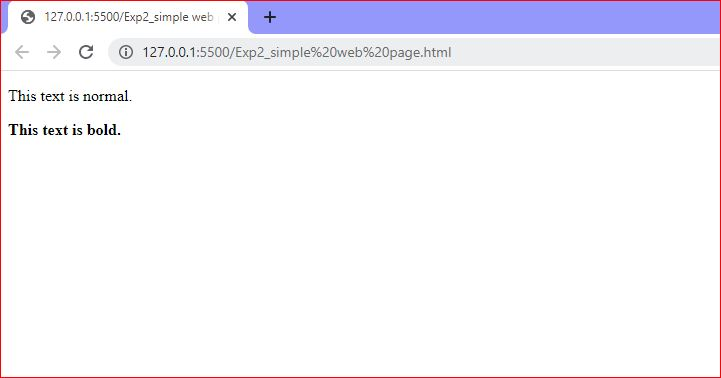 127.0.0.1:5500/Exp2_simple web
127.0.0.1:5500/Exp2_simple%20web%20page.html
This text is normal.
This text is bold.